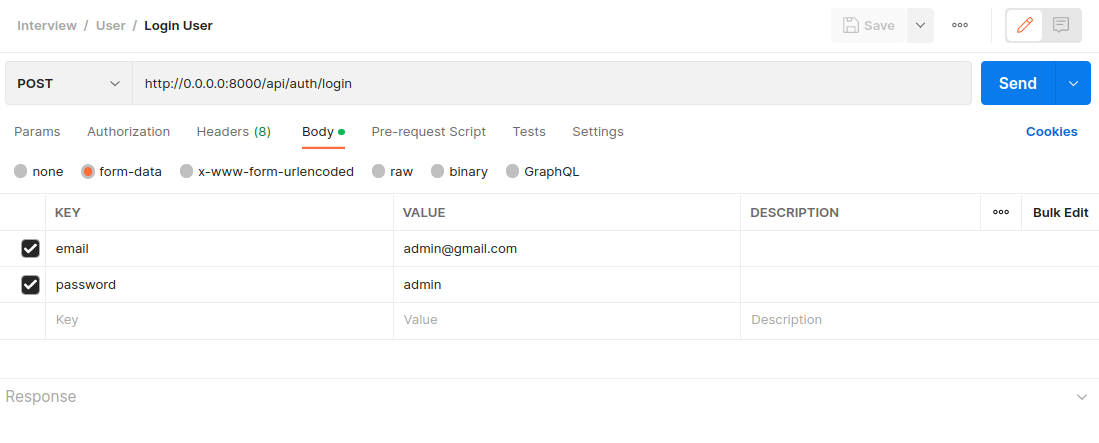 Interview / User / Login User
Save
POST http://0.0.0.0:8000/api/auth/login Send
Params Authorization Headers (8) Body Pre-request Script Tests Settings Cookies
none form-data x-www-form-urlencoded raw binary GraphQL
KEY VALUE DESCRIPTION Bulk Edit
email admin@gmail.com
password admin
Key Value Description
Response